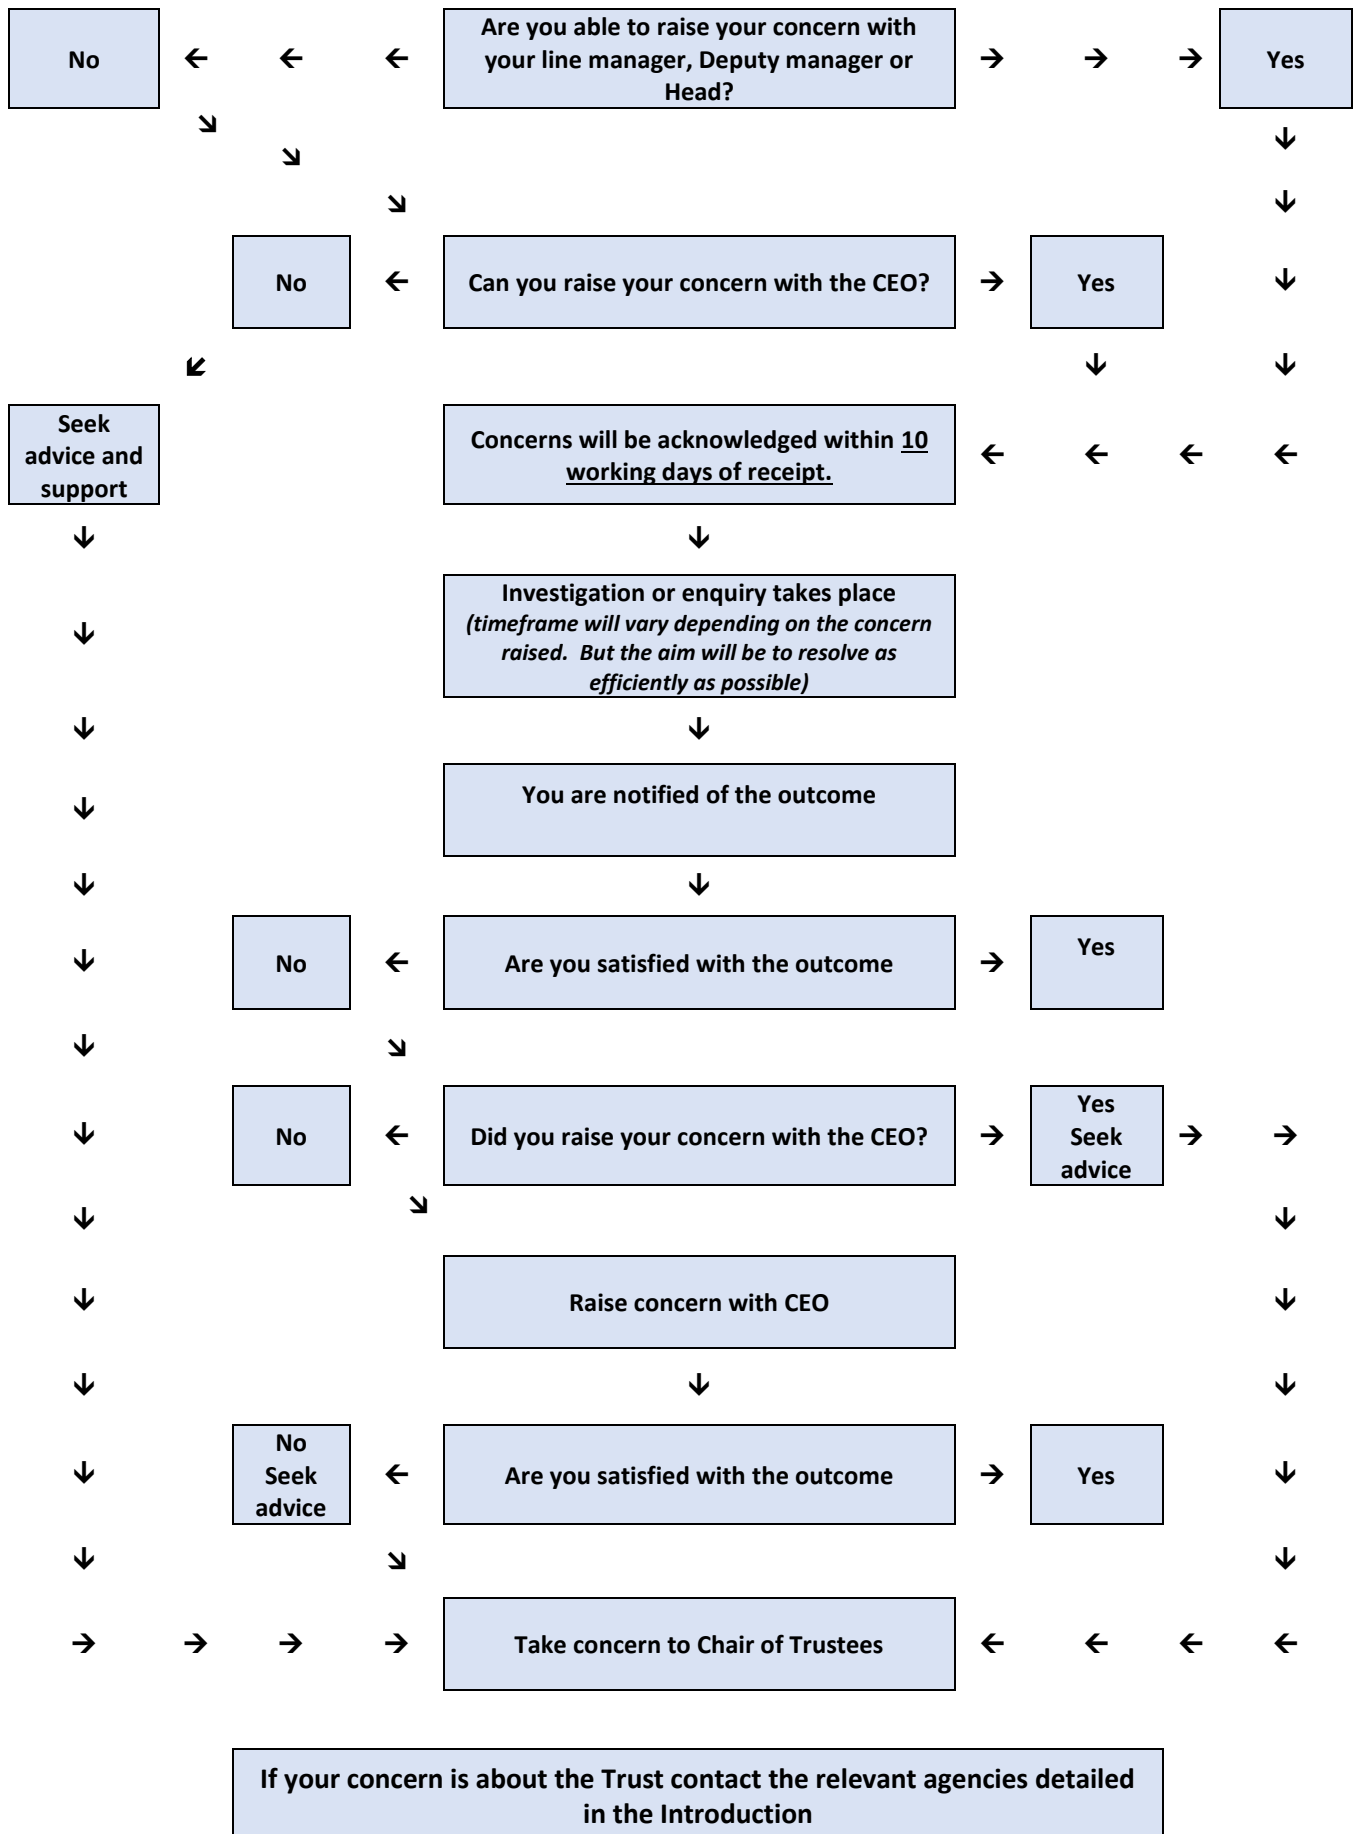 No
Are you able to raise your concern with
your line manager, Deputy manager or
Head?
Yes
No
Can you raise your concern with the CEO?
Yes
Seek
advice and
support
Concerns will be acknowledged within 10
working days of receipt.
Investigation or enquiry takes place
(timeframe will vary depending on the concern
raised.  But the aim will be to resolve as
efficiently as possible)
You are notified of the outcome
No
Are you satisfied with the outcome
Yes
No
Did you raise your concern with the CEO?
Yes
Seek
advice
Raise concern with CEO
No
Seek
advice
Are you satisfied with the outcome
Yes
Take concern to Chair of Trustees
If your concern is about the Trust contact the relevant agencies detailed
in the Introduction